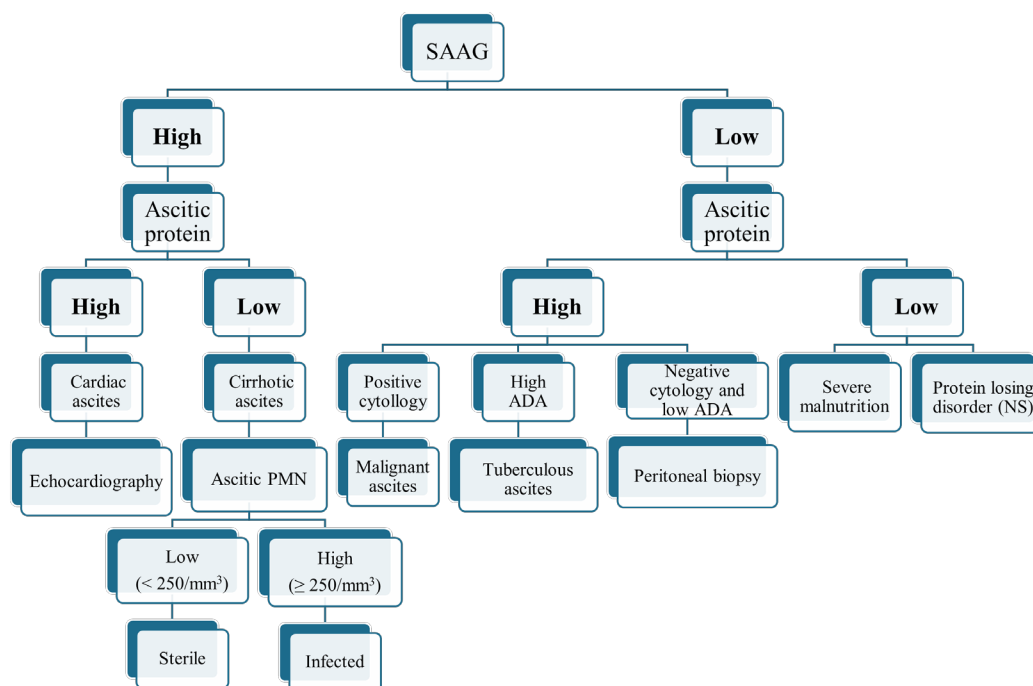 SAAG
High
Low
Ascitic
protein
Ascitic
protein
High
Low
High
Low
Cardiac
ascites
Cirrhotic
ascites
Positive
cytollogy
High
ADA
Negative
cytology and
low ADA
Severe
malnutrition
Protein losing
disorder (NS)
Echocardiography
Ascitic PMN
Malignant
ascites
Tuberculous
ascites
Peritoneal biopsy
Low
(< 250/mm³)
High
(≥ 250/mm³)
Sterile
Infected